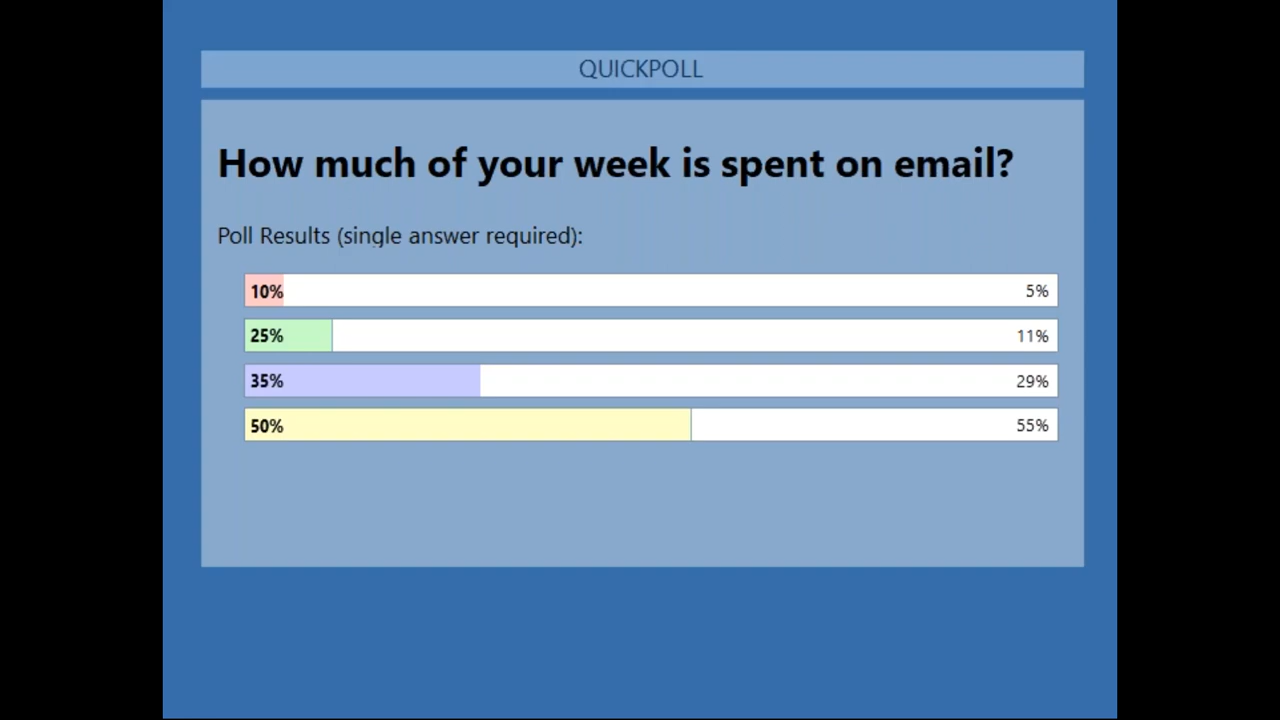 QUICKPOLL
How much of your week is spent on email?
Poll Results (single answer required):
10% 5%
25% 11%
35% 29%
50% 55%